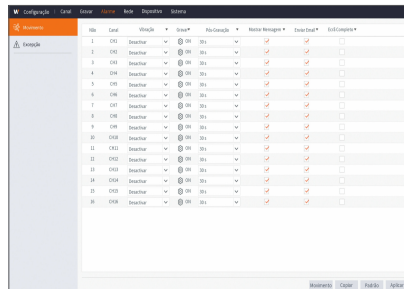 Configuração Canal Gravar Alarme Rede Dispositivo Sistema
Movimento
Exceção
Não Canal Vibração Gravar Pós-Gravação Mostrar Mensagem Enviar Email Ecrã Completo
1 CH1 Desactivar ON 30 s
2 CH2 Desactivar ON 30 s
3 CH3 Desactivar ON 30 s
4 CH4 Desactivar ON 30 s
5 CH5 Desactivar ON 30 s
6 CH6 Desactivar ON 30 s
7 CH7 Desactivar ON 30 s
8 CH8 Desactivar ON 30 s
9 CH9 Desactivar ON 30 s
10 CH10 Desactivar ON 30 s
11 CH11 Desactivar ON 30 s
12 CH12 Desactivar ON 30 s
13 CH13 Desactivar ON 30 s
14 CH14 Desactivar ON 30 s
15 CH15 Desactivar ON 30 s
16 CH16 Desactivar ON 30 s
Movimento Copiar Padrão Aplicar